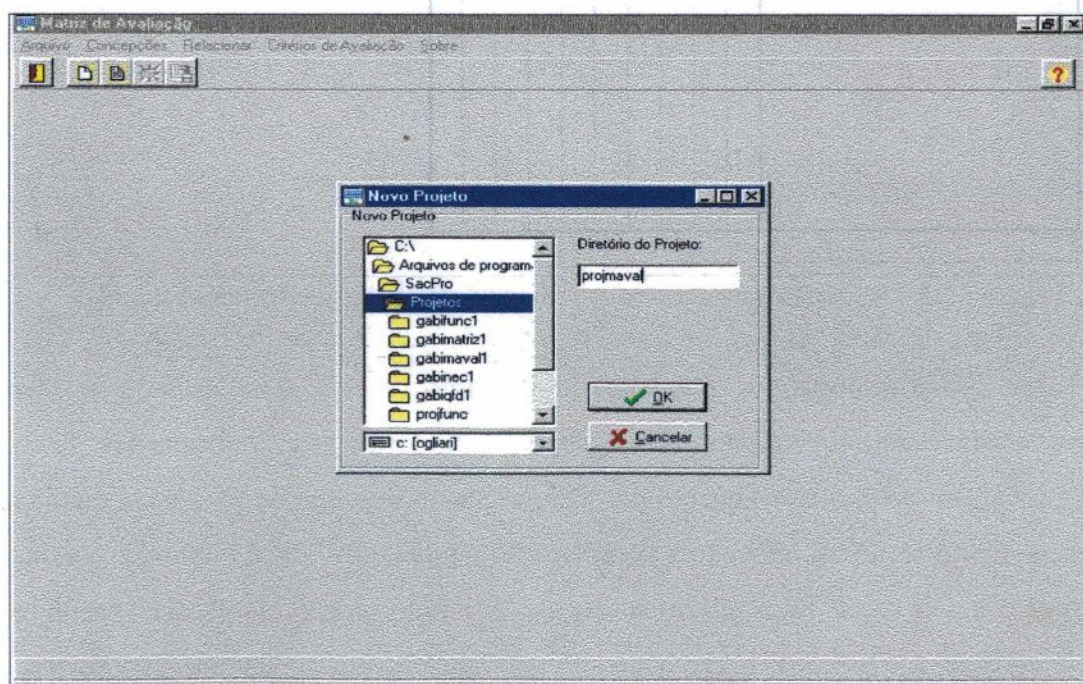 Matriz de Avaliação
Arquivo Concepções Relacionar Critérios de Avaliação Sobre
?
Novo Projeto
Novo Projeto
C:\
Arquivos de program
SacPro
Projetos
gabifunc1
gabimatriz1
gabimaval1
gabinec1
gabiqfd1
projfunc
c: [ogliari]
Diretório do Projeto:
projmaval
OK
Cancelar